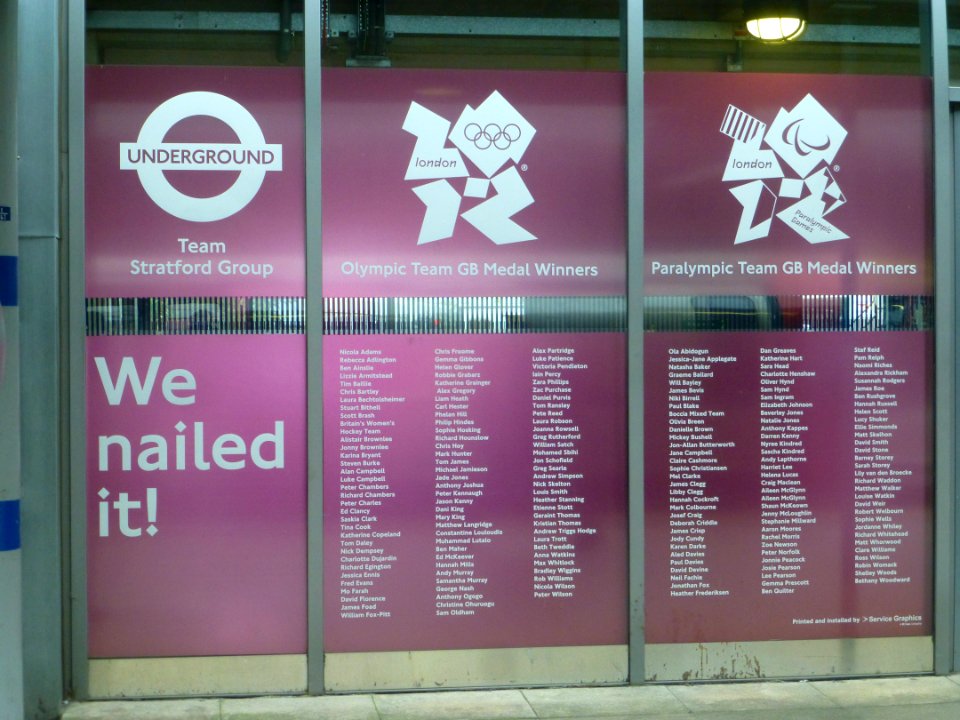 UNDERGROUND
Team
Stratford Group
We
nailed
it!
london
Olympic Team GB Medal Winners
Nicola Adams
Rebecca Adlington
Ben Ainslie
Lizzie Armitstead
Tim Baillie
Chris Bartley
Laura Bechtolsheimer
Stuart Bithell
Scott Brash
Britain's Women's
Hockey Team
Alistair Brownlee
Jonny Brownlee
Karina Bryant
Steven Burke
Alan Campbell
Luke Campbell
Peter Chambers
Richard Chambers
Peter Charles
Ed Clancy
Saskia Clark
Tina Cook
Katherine Copeland
Tom Daley
Nick Dempsey
Charlotte Dujardin
Richard Egington
Jessica Ennis
Fred Evans
Mo Farah
David Florence
James Foad
William Fox-Pitt
Chris Froome
Gemma Gibbons
Helen Glover
Robbie Grabarz
Katherine Grainger
Alex Gregory
Liam Heath
Carl Hester
Phelan Hill
Philip Hindes
Sophie Hosking
Richard Hounslow
Chris Hoy
Mark Hunter
Tom James
Michael Jamieson
Jade Jones
Anthony Joshua
Peter Kennaugh
Jason Kenny
Dani King
Mary King
Matthew Langridge
Constantine Louloudis
Muhammad Lutalo
Ben Maher
Ed McKeever
Hannah Mills
Andy Murray
Samantha Murray
George Nash
Anthony Ogogo
Christine Ohuruogu
Sam Oldham
Alex Partridge
Luke Patience
Victoria Pendleton
Iain Percy
Zara Phillips
Zac Purchase
Daniel Purvis
Tom Ransley
Pete Reed
Laura Robson
Joanna Rowsell
Greg Rutherford
William Satch
Mohamed Sbihi
Jon Schofield
Greg Searle
Andrew Simpson
Nick Skelton
Louis Smith
Heather Stanning
Etienne Stott
Geraint Thomas
Kristian Thomas
Andrew Triggs Hodge
Laura Trott
Beth Tweddle
Anna Watkins
Max Whitlock
Bradley Wiggins
Rob Williams
Nicola Wilson
Peter Wilson
london
Paralympic
Games
Paralympic Team GB Medal Winners
Ola Abidogun
Jessica-Jane Applegate
Natasha Baker
Graeme Ballard
Will Bayley
James Bevis
Niki Birrell
Paul Blake
Boccia Mixed Team
Olivia Breen
Danielle Brown
Mickey Bushell
Jon-Allan Butterworth
Jane Campbell
Claire Cashmore
Sophie Christiansen
Mel Clarke
James Clegg
Libby Clegg
Hannah Cockroft
Mark Colbourne
Josef Craig
Deborah Criddle
James Crisp
Jody Cundy
Karen Darke
Aled Davies
Paul Davies
David Devine
Neil Fachie
Jonathan Fox
Heather Frederiksen
Dan Greaves
Katherine Hart
Sara Head
Charlotte Henshaw
Oliver Hynd
Sam Hynd
Sam Ingram
Elizabeth Johnson
Beverley Jones
Natalie Jones
Anthony Kappes
Darren Kenny
Nyree Kindred
Sascha Kindred
Andy Lapthorne
Harriet Lee
Helena Lucas
Craig Maclean
Aileen McGlynn
Aileen McGlynn
Shaun McKeown
Jenny McLoughlin
Stephanie Millward
Aaron Moores
Rachel Morris
Zoe Newson
Peter Norfolk
Jonnie Peacock
Josie Pearson
Lee Pearson
Gemma Prescott
Ben Quilter
Staf Reid
Pam Relph
Naomi Riches
Alexandra Rickham
Susannah Rodgers
James Roe
Ben Rushgrove
Hannah Russell
Helen Scott
Lucy Shuker
Ellie Simmonds
Matt Skelhon
David Smith
David Stone
Barney Storey
Sarah Storey
Lily van den Broecke
Richard Waddon
Matthew Walker
Louise Watkin
David Weir
Robert Welbourn
Sophie Wells
Jordanne Whiley
Richard Whitehead
Matt Whorwood
Clare Williams
Ross Wilson
Robin Womack
Shelley Woods
Bethany Woodward
Printed and installed by >Service Graphics